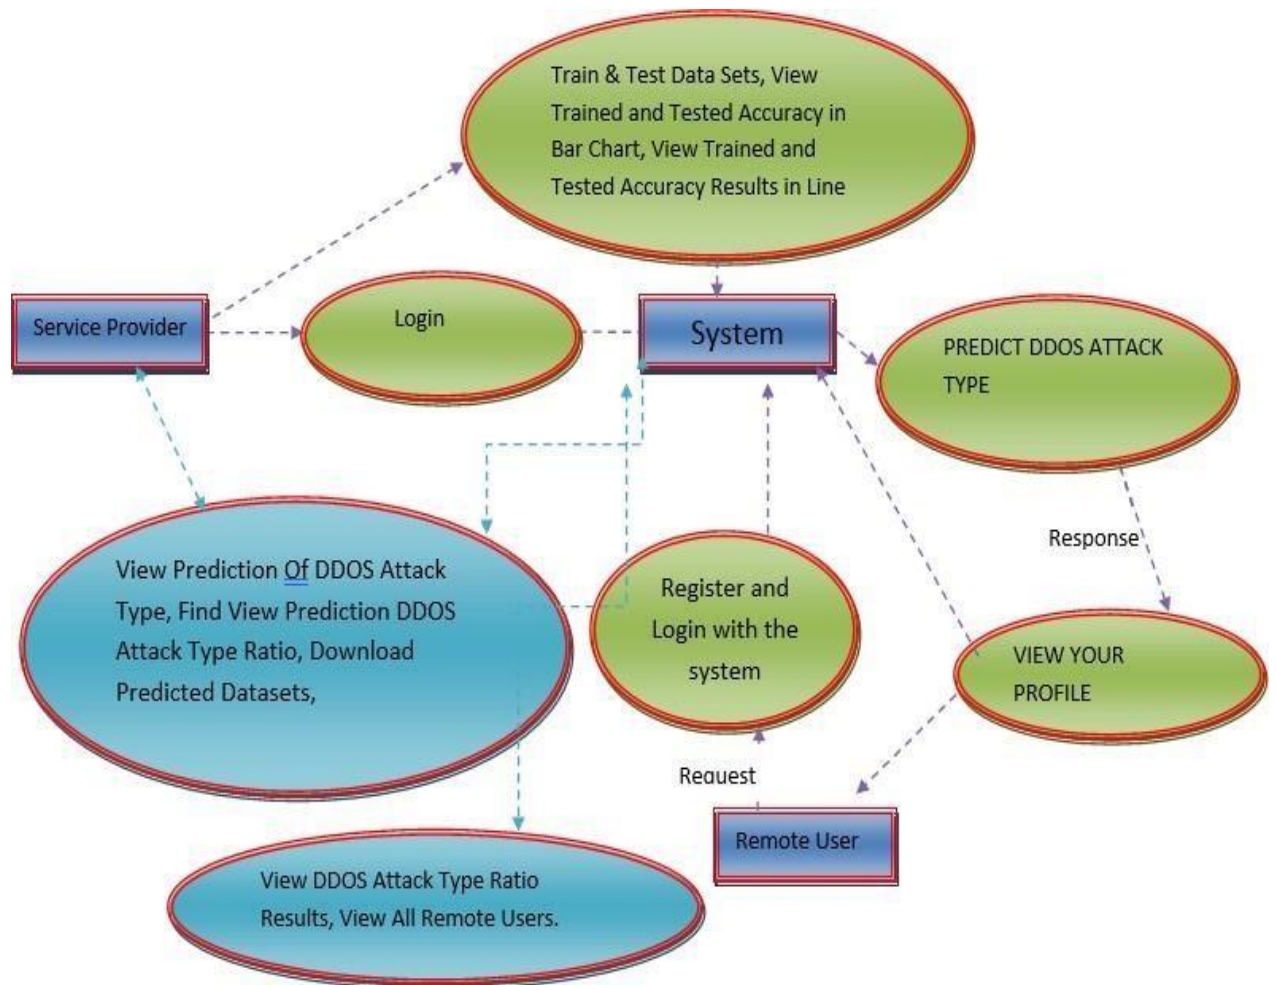 Train & Test Data Sets, View
Trained and Tested Accuracy in
Bar Chart, View Trained and
Tested Accuracy Results in Line
Service Provider
Login
System
PREDICT DDOS ATTACK
TYPE
Response
View Prediction Of DDOS Attack
Type, Find View Prediction DDOS
Attack Type Ratio, Download
Predicted Datasets,
Register and
Login with the
system
VIEW YOUR
PROFILE
Request
Remote User
View DDOS Attack Type Ratio
Results, View All Remote Users.